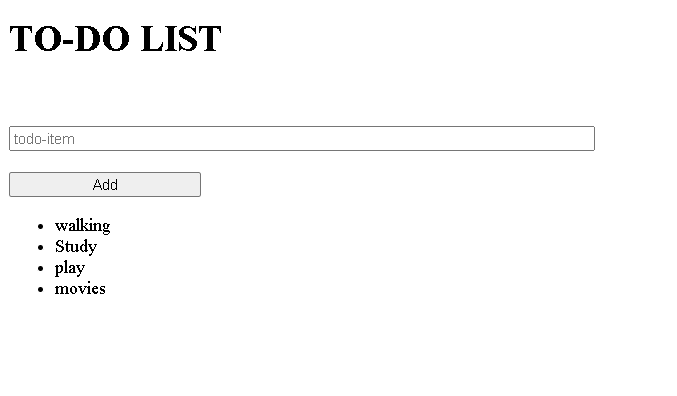 TO-DO LIST
todo-item
Add
walking
Study
play
movies